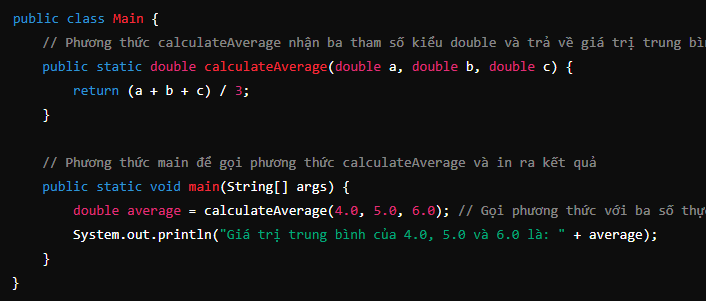 public class Main {
// Phương thức calculateAverage nhận ba tham số kiểu double và trả về giá trị trung
public static double calculateAverage(double a, double b, double c) {
return (a + b + c) / 3;
}
// Phương thức main để gọi phương thức calculateAverage và in ra kết quả
public static void main(String[] args) {
double average = calculateAverage(4.0, 5.0, 6.0); // Gọi phương thức với ba số
System.out.println("Giá trị trung bình của 4.0, 5.0 và 6.0 là: " + average);
}
}